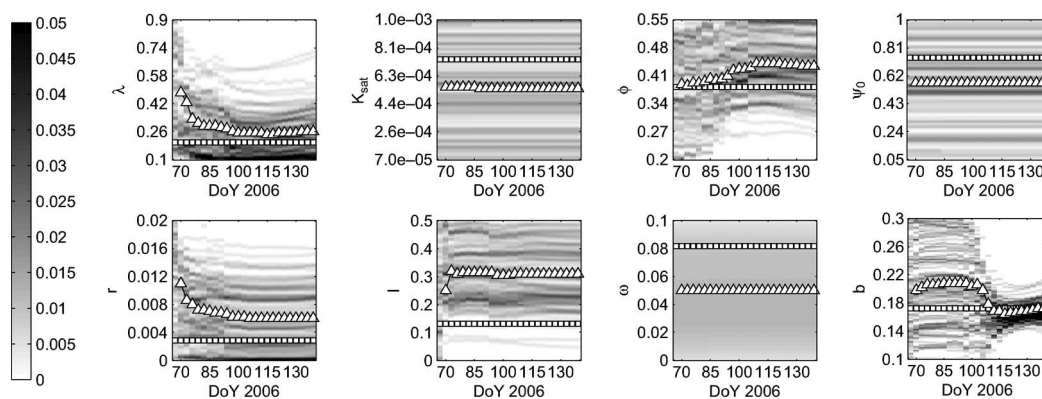 0.05
0.045
0.04
0.035
0.03
0.025
0.02
0.015
0.01
0.005
0
λ
0.9
0.74
0.58
0.42
0.26
0.1
70 85 100 115 130
DoY 2006
K_sat
1.0e−03
8.1e−04
6.3e−04
4.4e−04
2.6e−04
7.0e−05
70 85 100 115 130
DoY 2006
ϕ
0.55
0.48
0.41
0.34
0.27
0.2
70 85 100 115 130
DoY 2006
ψ_0
1.0
0.81
0.62
0.43
0.24
0.05
70 85 100 115 130
DoY 2006
r
0.02
0.016
0.012
0.008
0.004
0
70 85 100 115 130
DoY 2006
I
0.5
0.4
0.3
0.2
0.1
0
70 85 100 115 130
DoY 2006
ω
0.1
0.08
0.06
0.04
0.02
0
70 85 100 115 130
DoY 2006
b
0.3
0.26
0.22
0.18
0.14
0.1
70 85 100 115 130
DoY 2006